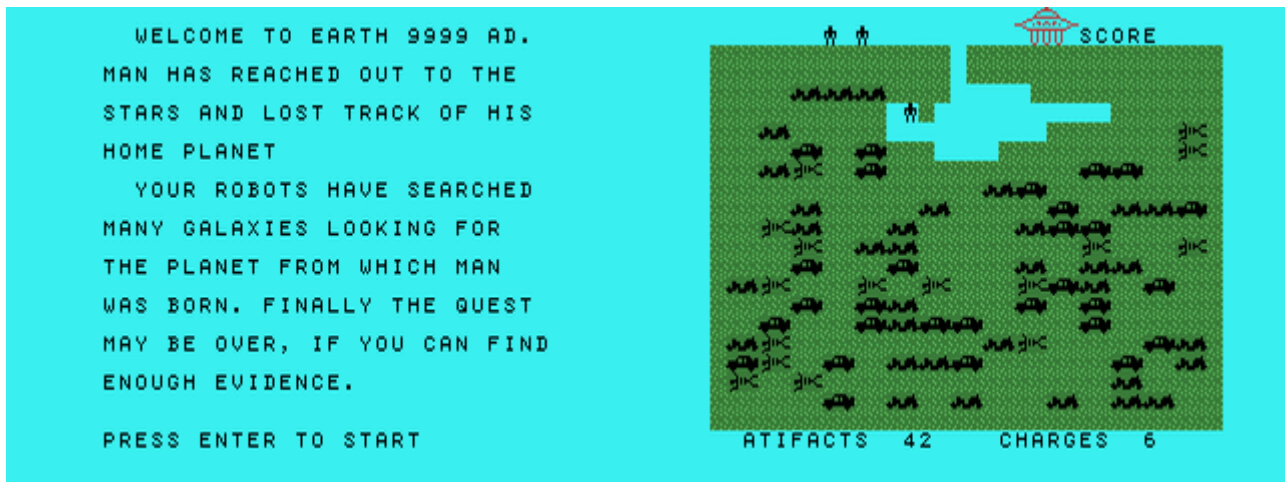 WELCOME TO EARTH 9999 AD.
MAN HAS REACHED OUT TO THE
STARS AND LOST TRACK OF HIS
HOME PLANET
YOUR ROBOTS HAVE SEARCHED
MANY GALAXIES LOOKING FOR
THE PLANET FROM WHICH MAN
WAS BORN. FINALLY THE QUEST
MAY BE OVER, IF YOU CAN FIND
ENOUGH EVIDENCE.
PRESS ENTER TO START
SCORE
ATIFACTS 42 CHARGES 6